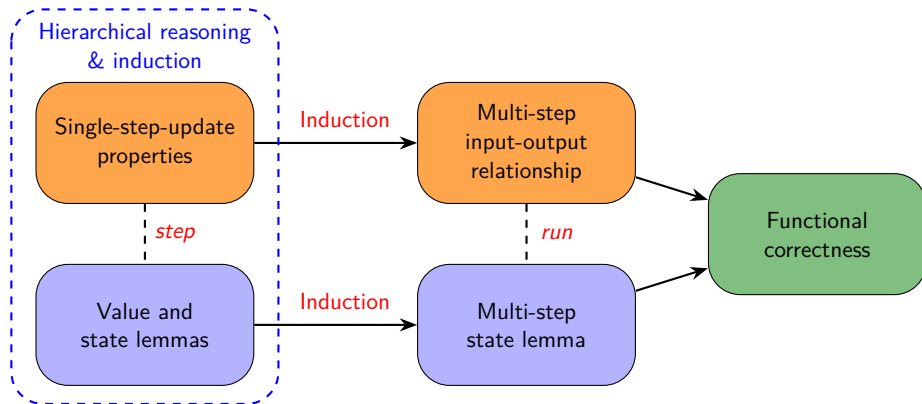 Hierarchical reasoning
& induction
Single-step-update
properties
Induction
Multi-step
input-output
relationship
step
run
Functional
correctness
Value and
state lemmas
Induction
Multi-step
state lemma